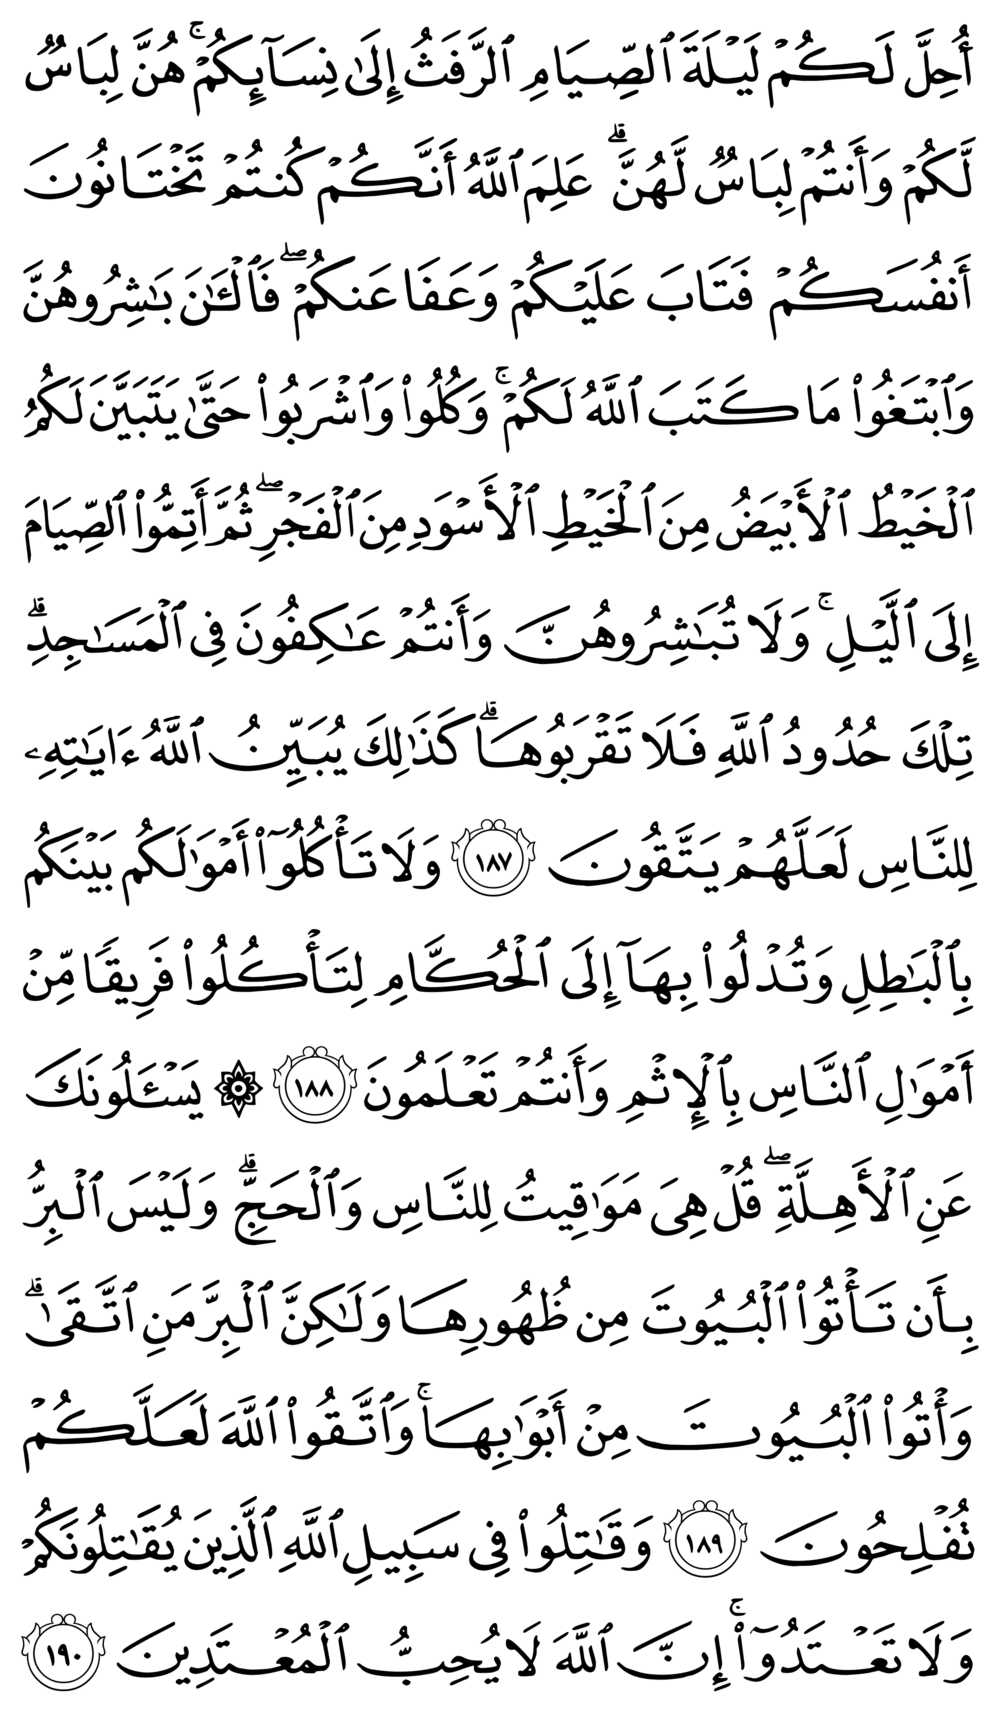 أُحِلَّ لَكُمۡ لَيۡلَةَ ٱلصِّيَامِ ٱلرَّفَثُ إِلَىٰ نِسَآئِكُمۡۚ هُنَّ لِبَاسٞ
لَّكُمۡ وَأَنتُمۡ لِبَاسٞ لَّهُنَّۗ عَلِمَ ٱللَّهُ أَنَّكُمۡ كُنتُمۡ تَخۡتَانُونَ
أَنفُسَكُمۡ فَتَابَ عَلَيۡكُمۡ وَعَفَا عَنكُمۡۖ فَٱلۡـَٰٔنَ بَٰشِرُوهُنَّ
وَٱبۡتَغُواْ مَا كَتَبَ ٱللَّهُ لَكُمۡۚ وَكُلُواْ وَٱشۡرَبُواْ حَتَّىٰ يَتَبَيَّنَ لَكُمُ
ٱلۡخَيۡطُ ٱلۡأَبۡيَضُ مِنَ ٱلۡخَيۡطِ ٱلۡأَسۡوَدِ مِنَ ٱلۡفَجۡرِۖ ثُمَّ أَتِمُّواْ ٱلصِّيَامَ
إِلَى ٱلَّيۡلِۚ وَلَا تُبَٰشِرُوهُنَّ وَأَنتُمۡ عَٰكِفُونَ فِي ٱلۡمَسَٰجِدِۗ
تِلۡكَ حُدُودُ ٱللَّهِ فَلَا تَقۡرَبُوهَاۗ كَذَٰلِكَ يُبَيِّنُ ٱللَّهُ ءَايَٰتِهِۦ
لِلنَّاسِ لَعَلَّهُمۡ يَتَّقُونَ ١٨٧ وَلَا تَأۡكُلُوٓاْ أَمۡوَٰلَكُم بَيۡنَكُم
بِٱلۡبَٰطِلِ وَتُدۡلُواْ بِهَآ إِلَى ٱلۡحُكَّامِ لِتَأۡكُلُواْ فَرِيقٗا مِّنۡ
أَمۡوَٰلِ ٱلنَّاسِ بِٱلۡإِثۡمِ وَأَنتُمۡ تَعۡلَمُونَ ١٨٨ ۞ يَسۡـَٔلُونَكَ
عَنِ ٱلۡأَهِلَّةِۖ قُلۡ هِيَ مَوَٰقِيتُ لِلنَّاسِ وَٱلۡحَجِّۗ وَلَيۡسَ ٱلۡبِرُّ
بِأَن تَأۡتُواْ ٱلۡبُيُوتَ مِن ظُهُورِهَا وَلَٰكِنَّ ٱلۡبِرَّ مَنِ ٱتَّقَىٰۗ
وَأۡتُواْ ٱلۡبُيُوتَ مِنۡ أَبۡوَٰبِهَاۚ وَٱتَّقُواْ ٱللَّهَ لَعَلَّكُمۡ
تُفۡلِحُونَ ١٨٩ وَقَٰتِلُواْ فِي سَبِيلِ ٱللَّهِ ٱلَّذِينَ يُقَٰتِلُونَكُمۡ
وَلَا تَعۡتَدُوٓاْۚ إِنَّ ٱللَّهَ لَا يُحِبُّ ٱلۡمُعۡتَدِينَ ١٩٠